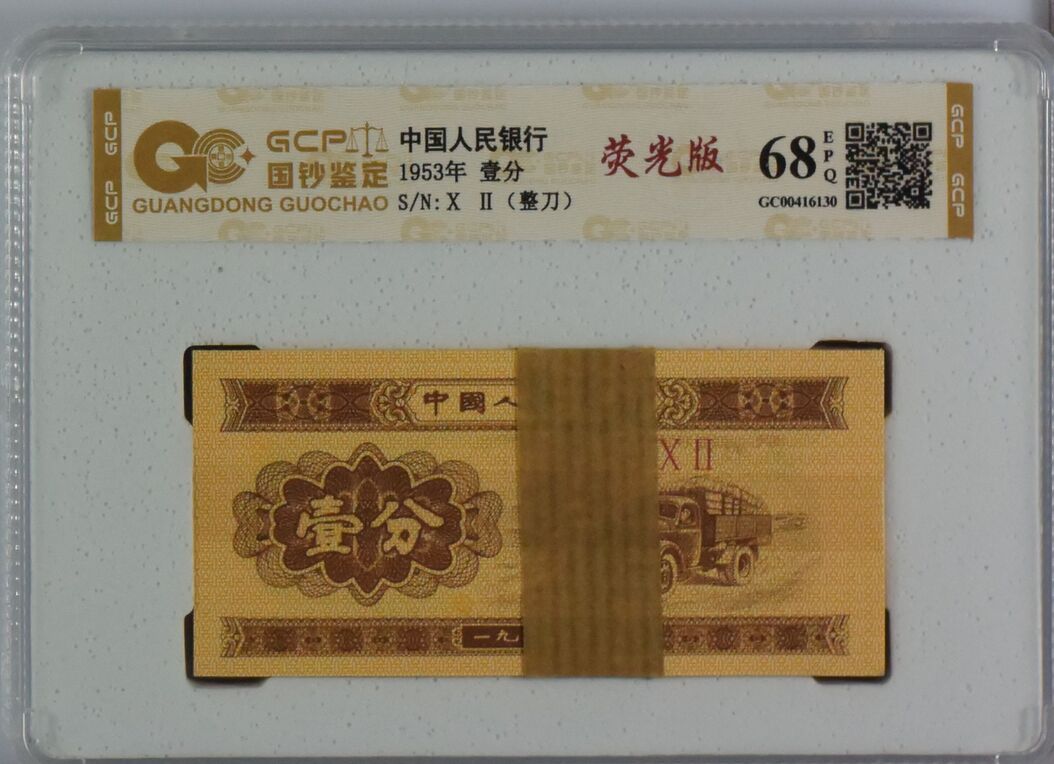 GCP
GCP
GCP
国钞鉴定
GUANGDONG GUOCHAO
中国人民银行
1953年 壹分
S/N: X II（整刀）
荧光版
68
EPQ
GC00416130
GCP
GCP
中國人
X II
壹分
一九